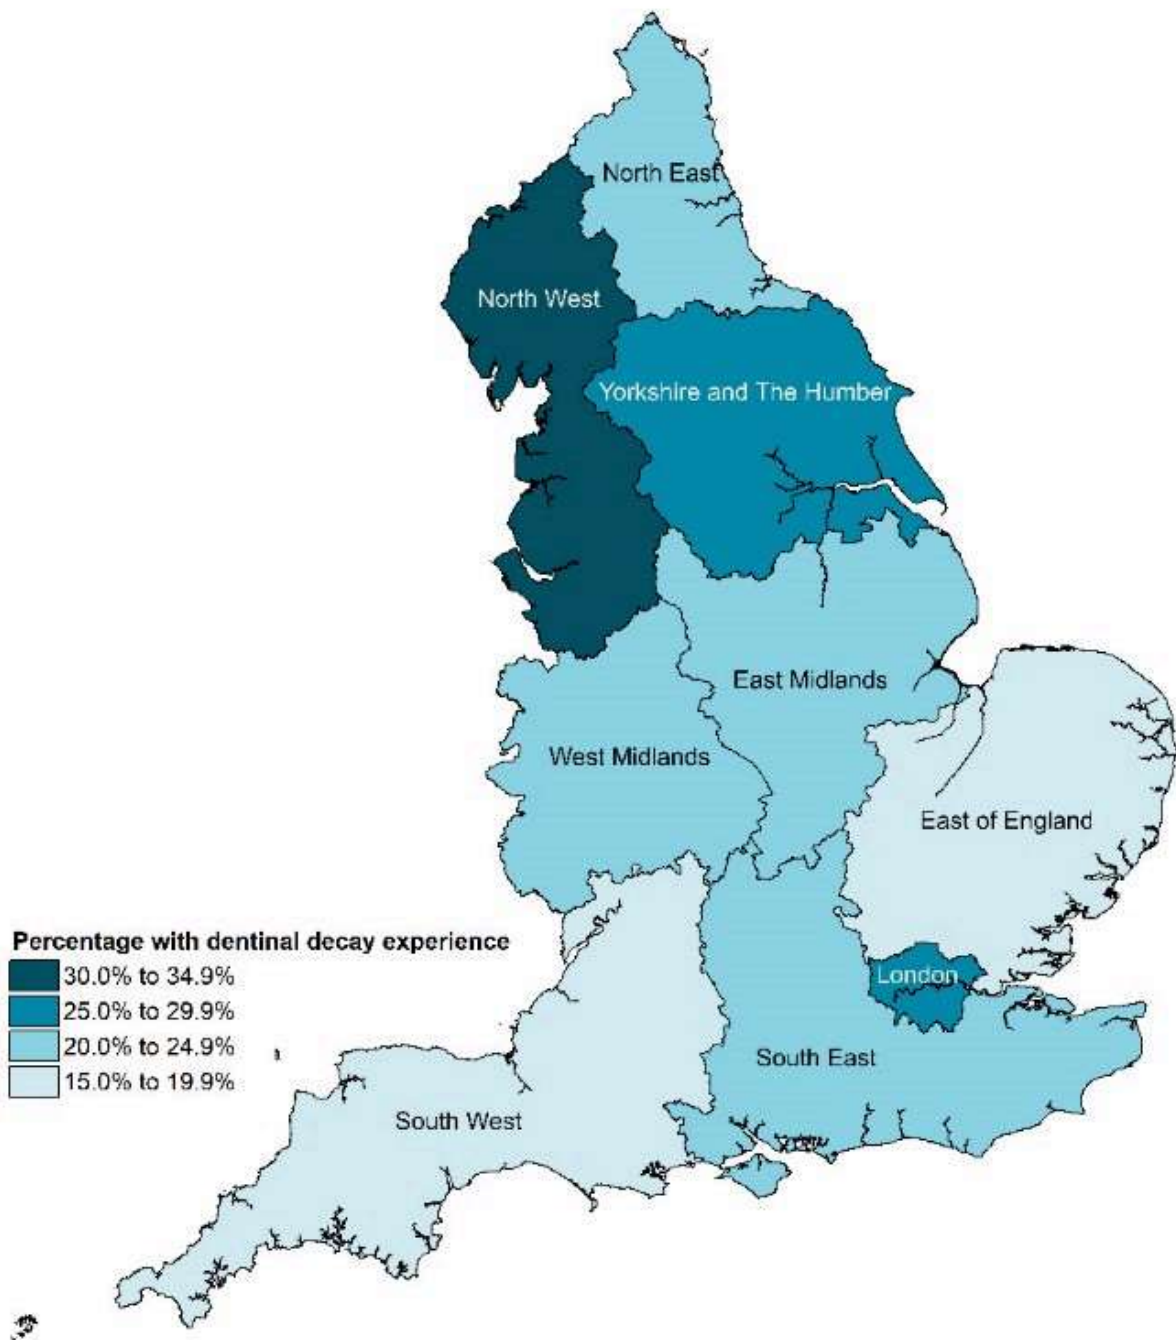 North East
North West
Yorkshire and The Humber
East Midlands
West Midlands
East of England
Percentage with dentinal decay experience
30.0% to 34.9%
25.0% to 29.9%
20.0% to 24.9%
15.0% to 19.9%
London
South East
South West